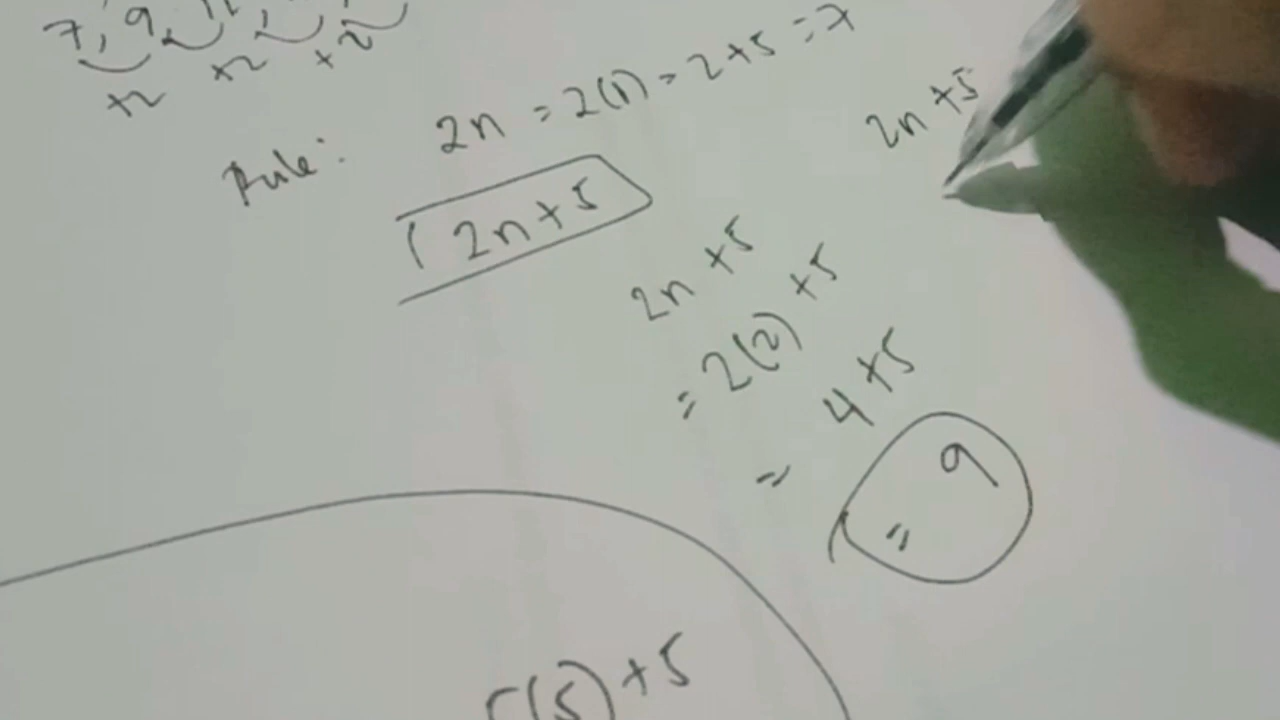 7, 9, 11,
+2 +2 +2
Rule: 2n = 2(1) = 2+5 = 7
2n+5
2n +5
= 2(2) +5
= 4 +5
= 9
2n +5
5(5) +5